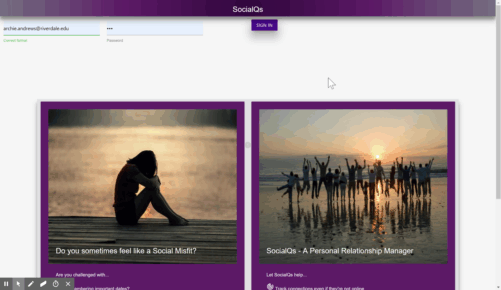 SocialQs
archie.andrews@riverdale.edu
•••
SIGN IN
Correct format
Password
Do you sometimes feel like a Social Misfit?
SocialQs - A Personal Relationship Manager
Are you challenged with...
Let SocialQs help...
remembering important dates?
Track connections even if they're not online